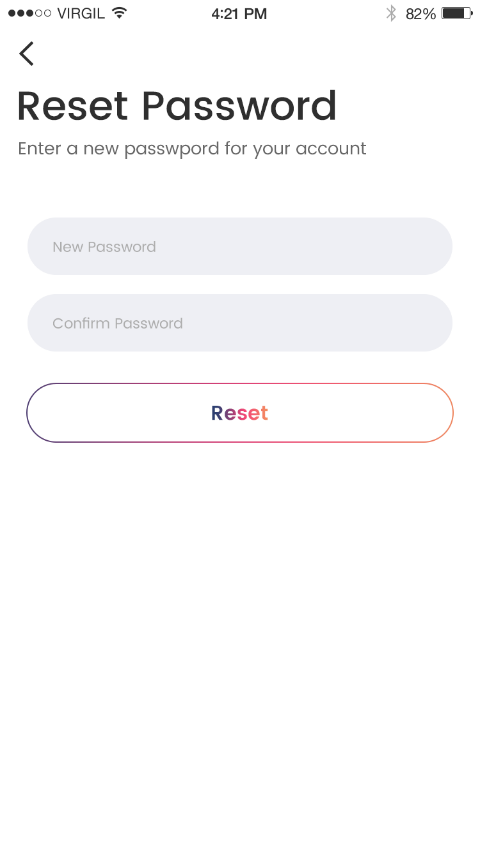 VIRGIL 4:21 PM 82%
Reset Password
Enter a new passwpord for your account
New Password
Confirm Password
Reset